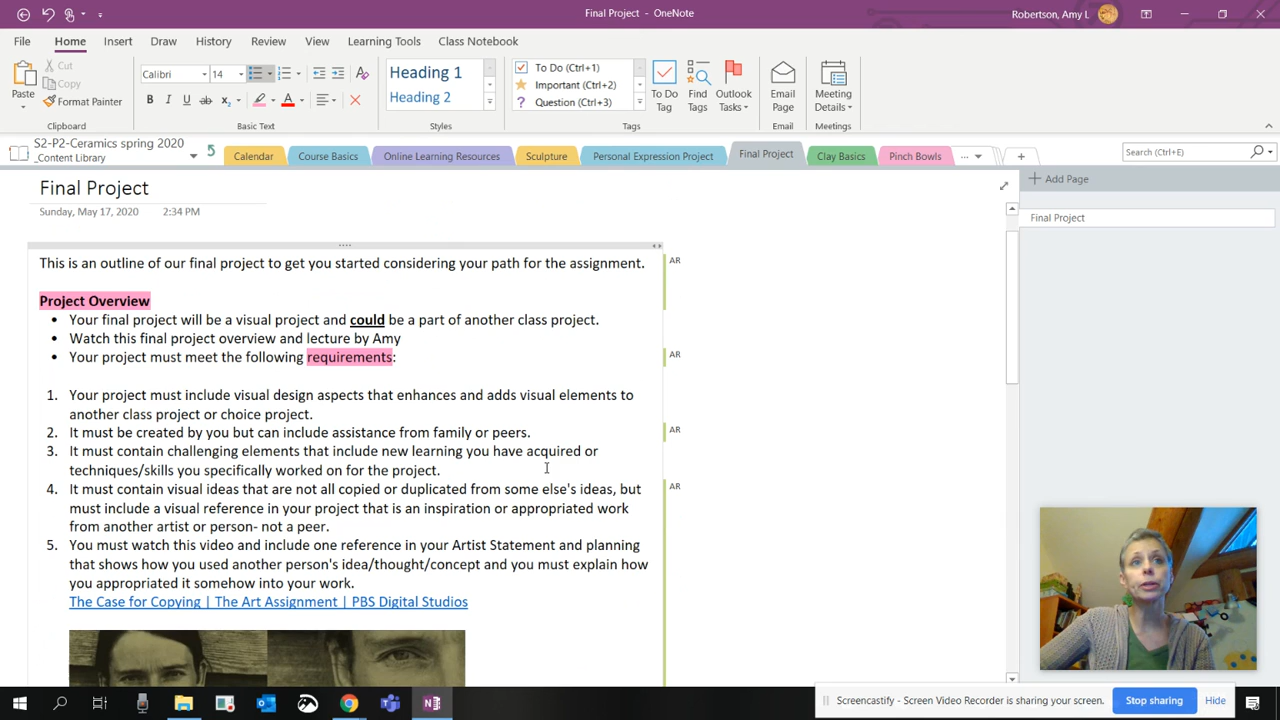 Final Project - OneNote
Robertson, Amy L
File Home Insert Draw History Review View Learning Tools Class Notebook
Paste
Cut
Copy
Format Painter
Clipboard
Calibri 14
B I U ab x₂ A
Basic Text
Heading 1
Heading 2
Styles
To Do (Ctrl+1)
Important (Ctrl+2)
Question (Ctrl+3)
To Do Tag
Find Tags
Outlook Tasks
Tags
Email Page
Email
Meeting Details
Meetings
S2-P2-Ceramics spring 2020
_Content Library
Calendar Course Basics Online Learning Resources Sculpture Personal Expression Project Final Project Clay Basics Pinch Bowls ...
Search (Ctrl+E)
Add Page
Final Project
Final Project
Sunday, May 17, 2020 2:34 PM
This is an outline of our final project to get you started considering your path for the assignment.
AR
Project Overview
• Your final project will be a visual project and could be a part of another class project.
• Watch this final project overview and lecture by Amy
• Your project must meet the following requirements:
AR
1. Your project must include visual design aspects that enhances and adds visual elements to
another class project or choice project.
2. It must be created by you but can include assistance from family or peers.
AR
3. It must contain challenging elements that include new learning you have acquired or
techniques/skills you specifically worked on for the project.
4. It must contain visual ideas that are not all copied or duplicated from some else's ideas, but
AR
must include a visual reference in your project that is an inspiration or appropriated work
from another artist or person- not a peer.
5. You must watch this video and include one reference in your Artist Statement and planning
that shows how you used another person's idea/thought/concept and you must explain how
you appropriated it somehow into your work.
The Case for Copying | The Art Assignment | PBS Digital Studios
Screencastify - Screen Video Recorder is sharing your screen.
Stop sharing
Hide